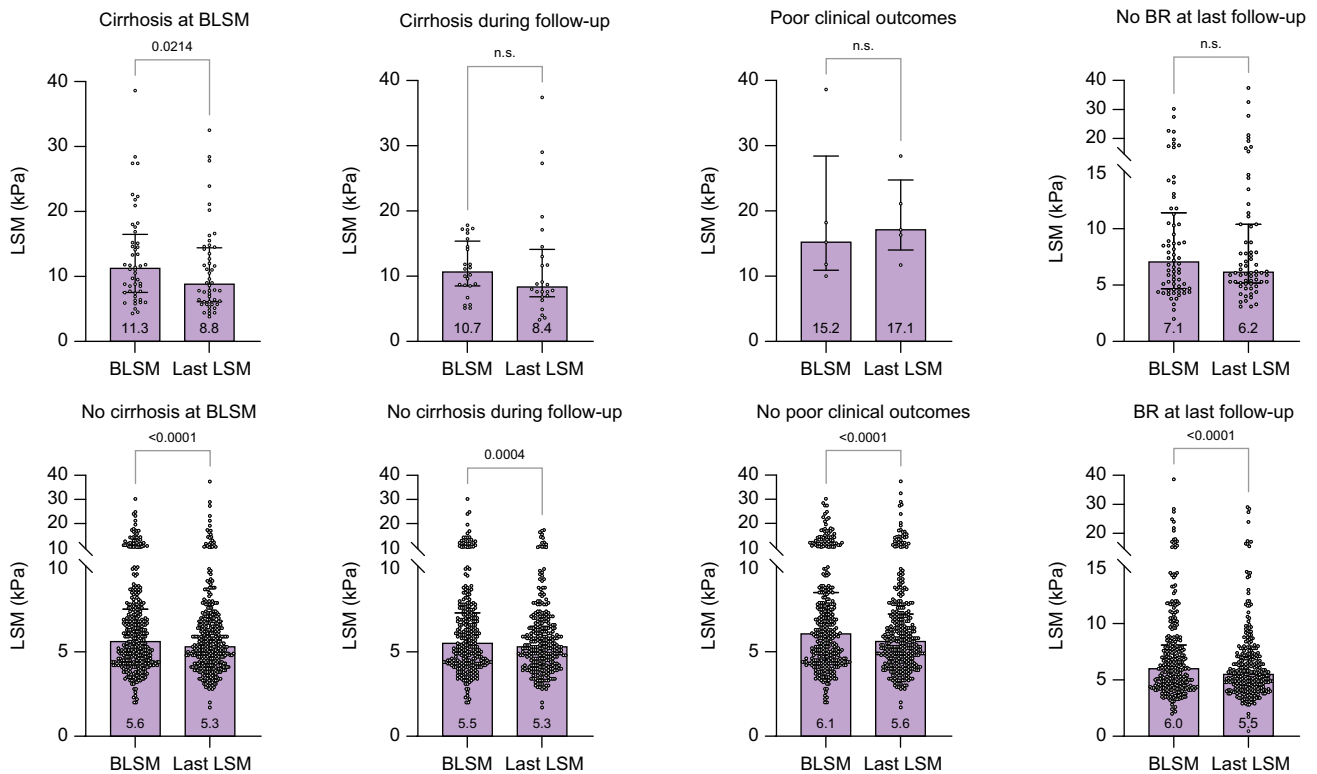 Cirrhosis at BLSM
0.0214
LSM (kPa)
40
30
20
10
0
11.3
8.8
BLSM Last LSM
Cirrhosis during follow-up
n.s.
LSM (kPa)
40
30
20
10
0
10.7
8.4
BLSM Last LSM
Poor clinical outcomes
n.s.
LSM (kPa)
40
30
20
10
0
15.2
17.1
BLSM Last LSM
No BR at last follow-up
n.s.
LSM (kPa)
40
30
20
15
10
5
0
7.1
6.2
BLSM Last LSM
No cirrhosis at BLSM
<0.0001
LSM (kPa)
40
30
20
10
10
5
0
5.6
5.3
BLSM Last LSM
No cirrhosis during follow-up
0.0004
LSM (kPa)
40
30
20
10
10
5
0
5.5
5.3
BLSM Last LSM
No poor clinical outcomes
<0.0001
LSM (kPa)
40
30
20
10
10
5
0
6.1
5.6
BLSM Last LSM
BR at last follow-up
<0.0001
LSM (kPa)
40
30
20
15
10
5
0
6.0
5.5
BLSM Last LSM